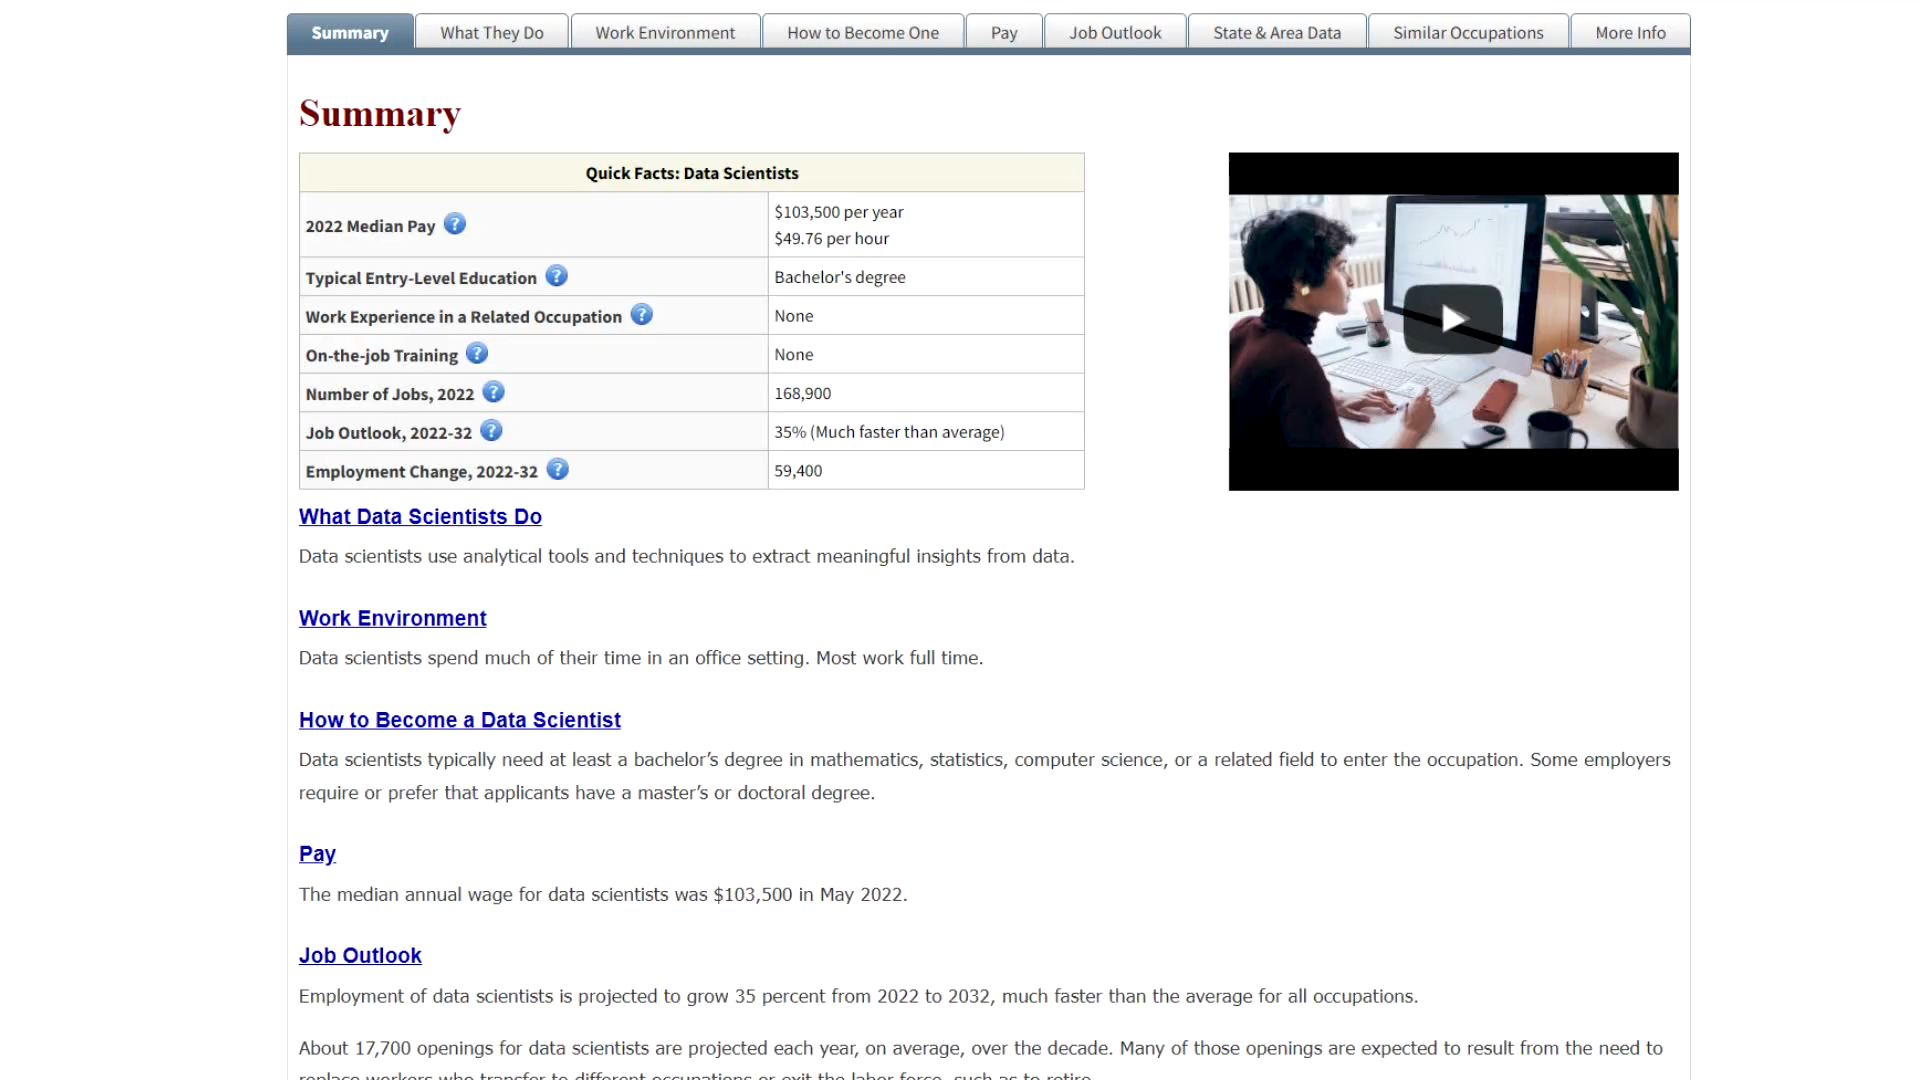 Summary
What They Do
Work Environment
How to Become One
Pay
Job Outlook
State & Area Data
Similar Occupations
More Info
Summary
Quick Facts: Data Scientists
2022 Median Pay
$103,500 per year
$49.76 per hour
Typical Entry-Level Education
Bachelor's degree
Work Experience in a Related Occupation
None
On-the-job Training
None
Number of Jobs, 2022
168,900
Job Outlook, 2022-32
35% (Much faster than average)
Employment Change, 2022-32
59,400
What Data Scientists Do
Data scientists use analytical tools and techniques to extract meaningful insights from data.
Work Environment
Data scientists spend much of their time in an office setting. Most work full time.
How to Become a Data Scientist
Data scientists typically need at least a bachelor’s degree in mathematics, statistics, computer science, or a related field to enter the occupation. Some employers
require or prefer that applicants have a master’s or doctoral degree.
Pay
The median annual wage for data scientists was $103,500 in May 2022.
Job Outlook
Employment of data scientists is projected to grow 35 percent from 2022 to 2032, much faster than the average for all occupations.
About 17,700 openings for data scientists are projected each year, on average, over the decade. Many of those openings are expected to result from the need to
replace workers who transfer to different occupations or exit the labor force, such as to retire.